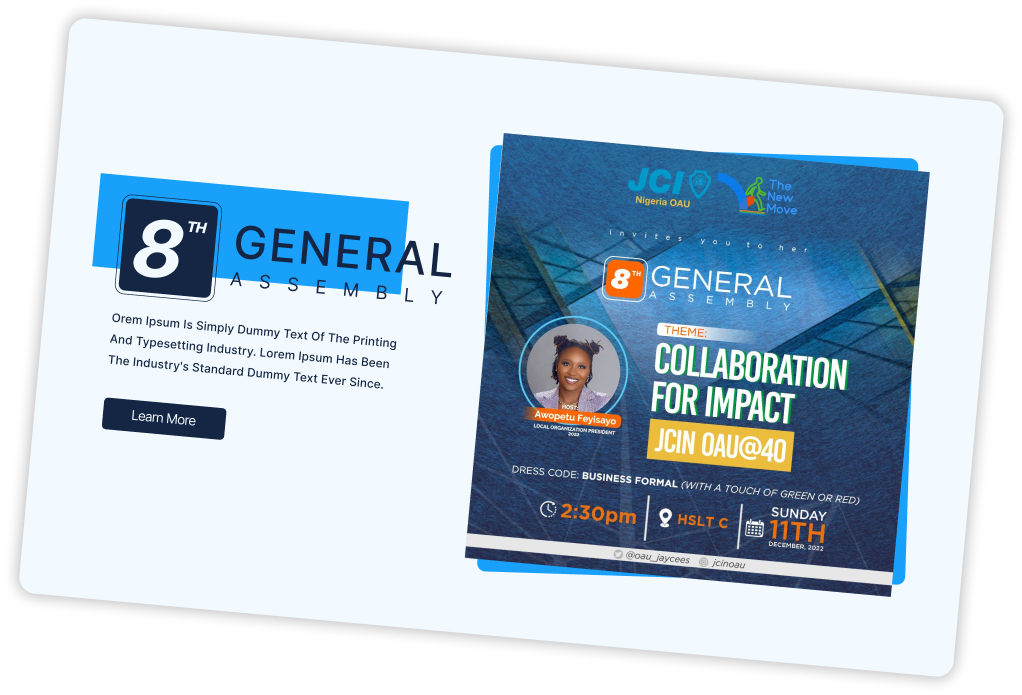 8TH
GENERAL
ASSEMBLY
Orem Ipsum Is Simply Dummy Text Of The Printing
And Typesetting Industry. Lorem Ipsum Has Been
The Industry's Standard Dummy Text Ever Since.
Learn More
JCI
Nigeria OAU
The
New
Move
Invites you to her
8TH
GENERAL
ASSEMBLY
THEME:
COLLABORATION
FOR IMPACT
JCIN OAU@40
HOST:
Awopetu Feyisayo
LOCAL ORGANIZATION PRESIDENT
2022
DRESS CODE: BUSINESS FORMAL (WITH A TOUCH OF GREEN OR RED)
2:30pm
HSLT C
SUNDAY
11TH
DECEMBER, 2022
@oau_jaycees
jcinoau